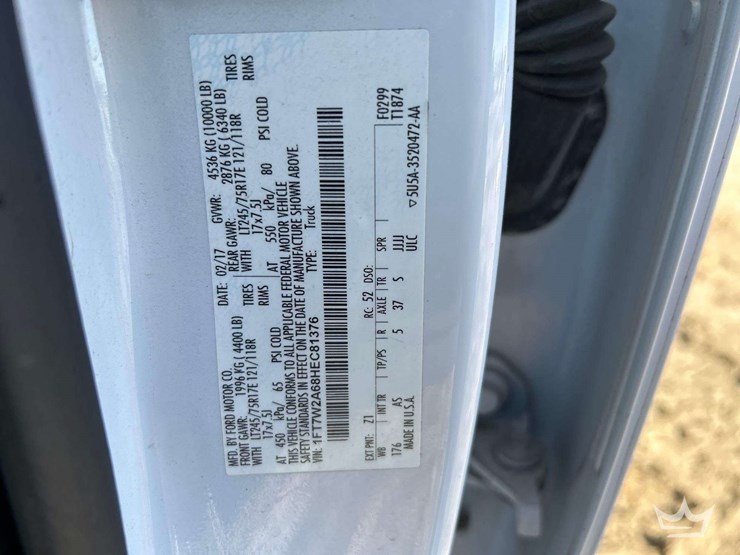 MFD. BY FORD MOTOR CO.
DATE: 02/17 GVWR: 4536 KG (10000 LB)
FRONT GAWR: 1996 KG ( 4400 LB) REAR GAWR: 2876 KG ( 6340 LB)
WITH LT245/75R17E 121/118R TIRES WITH LT245/75R17E 121/118R TIRES
17x7.5J RIMS 17x7.5J RIMS
AT 450 kPa/ 65 PSI COLD AT 550 kPa/ 80 PSI COLD
THIS VEHICLE CONFORMS TO ALL APPLICABLE FEDERAL MOTOR VEHICLE
SAFETY STANDARDS IN EFFECT ON THE DATE OF MANUFACTURE SHOWN ABOVE.
VIN: 1FT7W2A68HEC81376 TYPE: Truck
EXT PNT: Z1 RC: 52 DSO: F0299
WB INT TR TP/PS R AXLE TR SPR T1874
176 AS 5 37 S JJJJ
MADE IN U.S.A. ULC ▽5U5A-3520472-AA